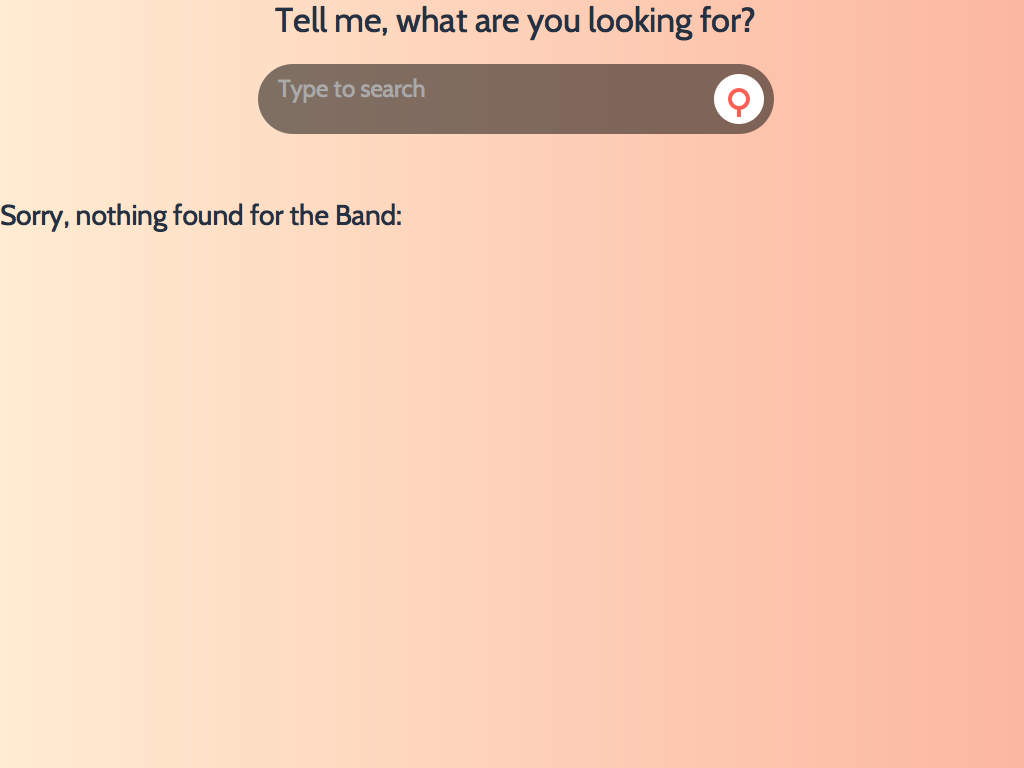 Tell me, what are you looking for?
Type to search
Sorry, nothing found for the Band: